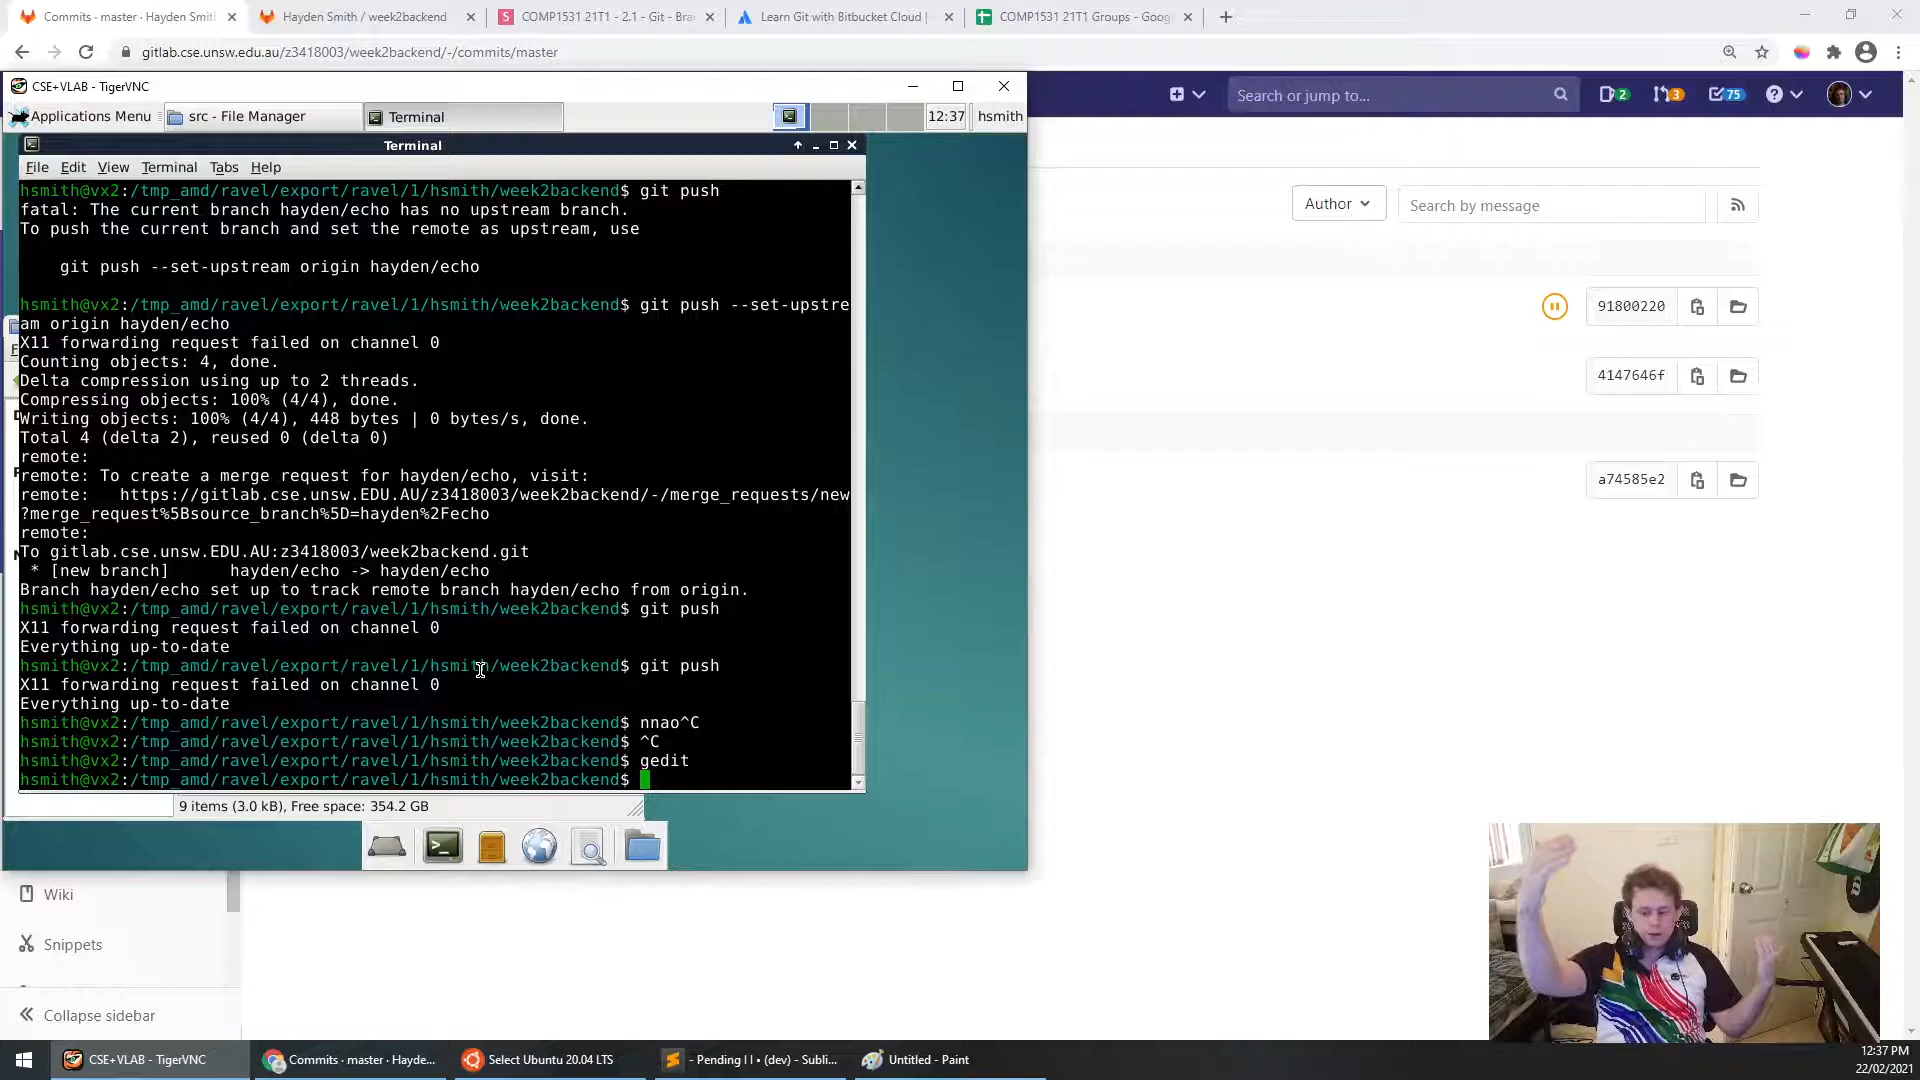 Commits · master · Hayden Smith
Hayden Smith / week2backend
COMP1531 21T1 - 2.1 - Git - Bra
Learn Git with Bitbucket Cloud |
COMP1531 21T1 Groups - Goog
gitlab.cse.unsw.edu.au/z3418003/week2backend/-/commits/master
CSE+VLAB - TigerVNC
Search or jump to...
2
3
75
Applications Menu
src - File Manager
Terminal
12:37
hsmith
Terminal
File Edit View Terminal Tabs Help
hsmith@vx2:/tmp_amd/ravel/export/ravel/1/hsmith/week2backend$ git push
fatal: The current branch hayden/echo has no upstream branch.
To push the current branch and set the remote as upstream, use
git push --set-upstream origin hayden/echo
hsmith@vx2:/tmp_amd/ravel/export/ravel/1/hsmith/week2backend$ git push --set-upstre
am origin hayden/echo
X11 forwarding request failed on channel 0
Counting objects: 4, done.
Delta compression using up to 2 threads.
Compressing objects: 100% (4/4), done.
Writing objects: 100% (4/4), 448 bytes | 0 bytes/s, done.
Total 4 (delta 2), reused 0 (delta 0)
remote:
remote: To create a merge request for hayden/echo, visit:
remote:   https://gitlab.cse.unsw.EDU.AU/z3418003/week2backend/-/merge_requests/new
?merge_request%5Bsource_branch%5D=hayden%2Fecho
remote:
To gitlab.cse.unsw.EDU.AU:z3418003/week2backend.git
* [new branch]      hayden/echo -> hayden/echo
Branch hayden/echo set up to track remote branch hayden/echo from origin.
hsmith@vx2:/tmp_amd/ravel/export/ravel/1/hsmith/week2backend$ git push
X11 forwarding request failed on channel 0
Everything up-to-date
hsmith@vx2:/tmp_amd/ravel/export/ravel/1/hsmith/week2backend$ git push
X11 forwarding request failed on channel 0
Everything up-to-date
hsmith@vx2:/tmp_amd/ravel/export/ravel/1/hsmith/week2backend$ nnao^C
hsmith@vx2:/tmp_amd/ravel/export/ravel/1/hsmith/week2backend$ ^C
hsmith@vx2:/tmp_amd/ravel/export/ravel/1/hsmith/week2backend$ gedit
hsmith@vx2:/tmp_amd/ravel/export/ravel/1/hsmith/week2backend$
9 items (3.0 kB), Free space: 354.2 GB
Author
Search by message
91800220
4147646f
a74585e2
Wiki
Snippets
Collapse sidebar
CSE+VLAB - TigerVNC
Commits · master · Hayde...
Select Ubuntu 20.04 LTS
- Pending I I • (dev) - Subli...
Untitled - Paint
12:37 PM
22/02/2021